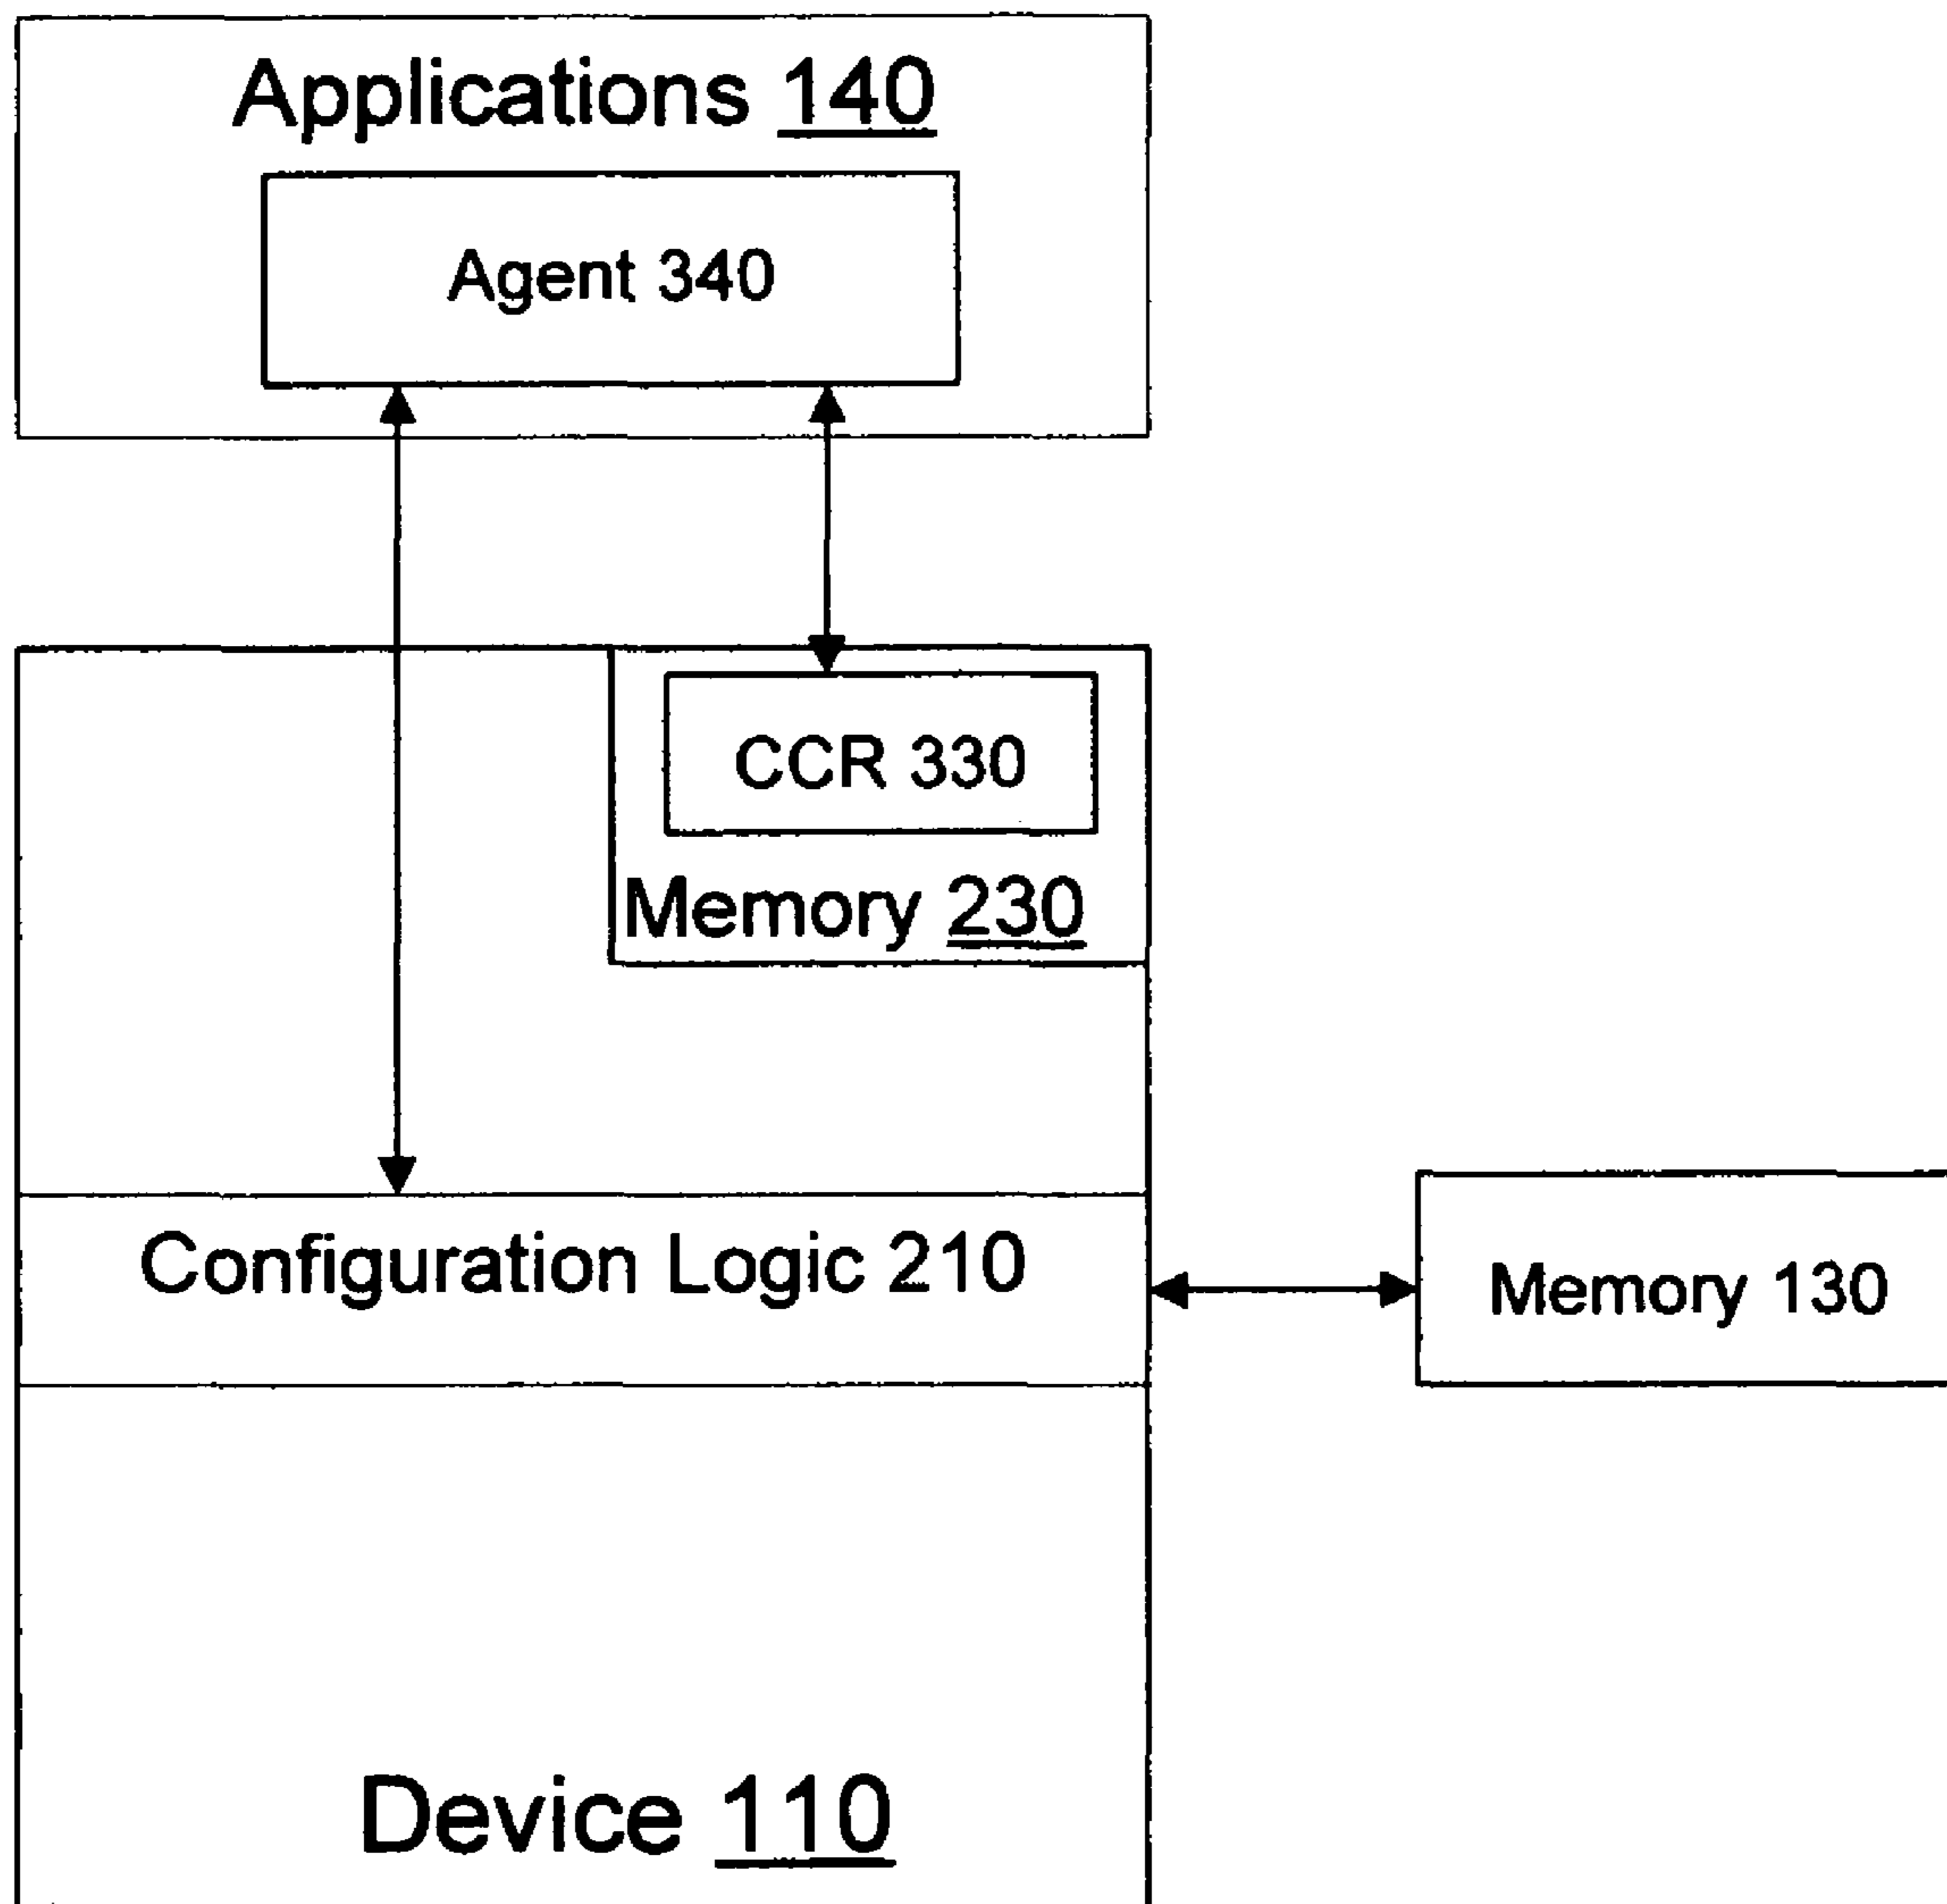 Applications 140
Agent 340
CCR 330
Memory 230
Configuration Logic 210
Memory 130
Device 110